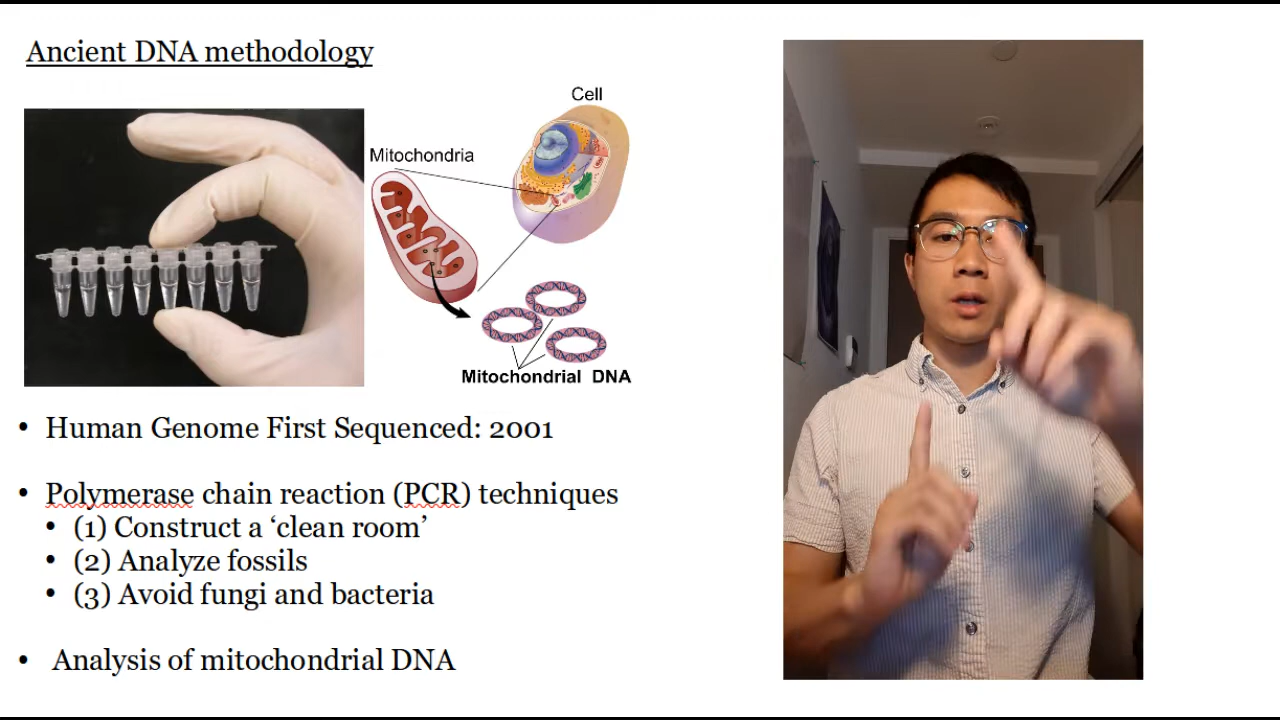 Ancient DNA methodology
Cell
Mitochondria
Mitochondrial DNA
• Human Genome First Sequenced: 2001
• Polymerase chain reaction (PCR) techniques
• (1) Construct a ‘clean room’
• (2) Analyze fossils
• (3) Avoid fungi and bacteria
• Analysis of mitochondrial DNA